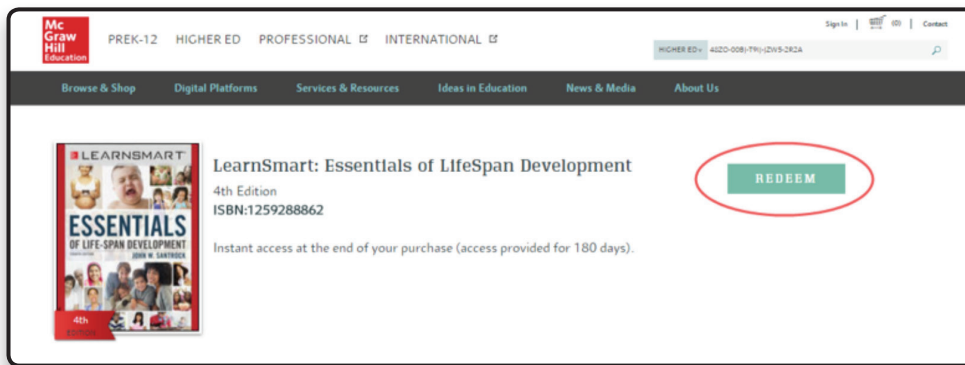 Mc
Graw
Hill
Education
PREK-12 HIGHER ED PROFESSIONAL INTERNATIONAL
Sign In | (0) | Contact
HIGHER ED
Browse & Shop Digital Platforms Services & Resources Ideas in Education News & Media About Us
LEARNSMART
ESSENTIALS
OF LIFE-SPAN DEVELOPMENT
JOHN W. SANTROCK
4th
EDITION
LearnSmart: Essentials of LifeSpan Development
4th Edition
ISBN:1259288862
Instant access at the end of your purchase (access provided for 180 days).
REDEEM